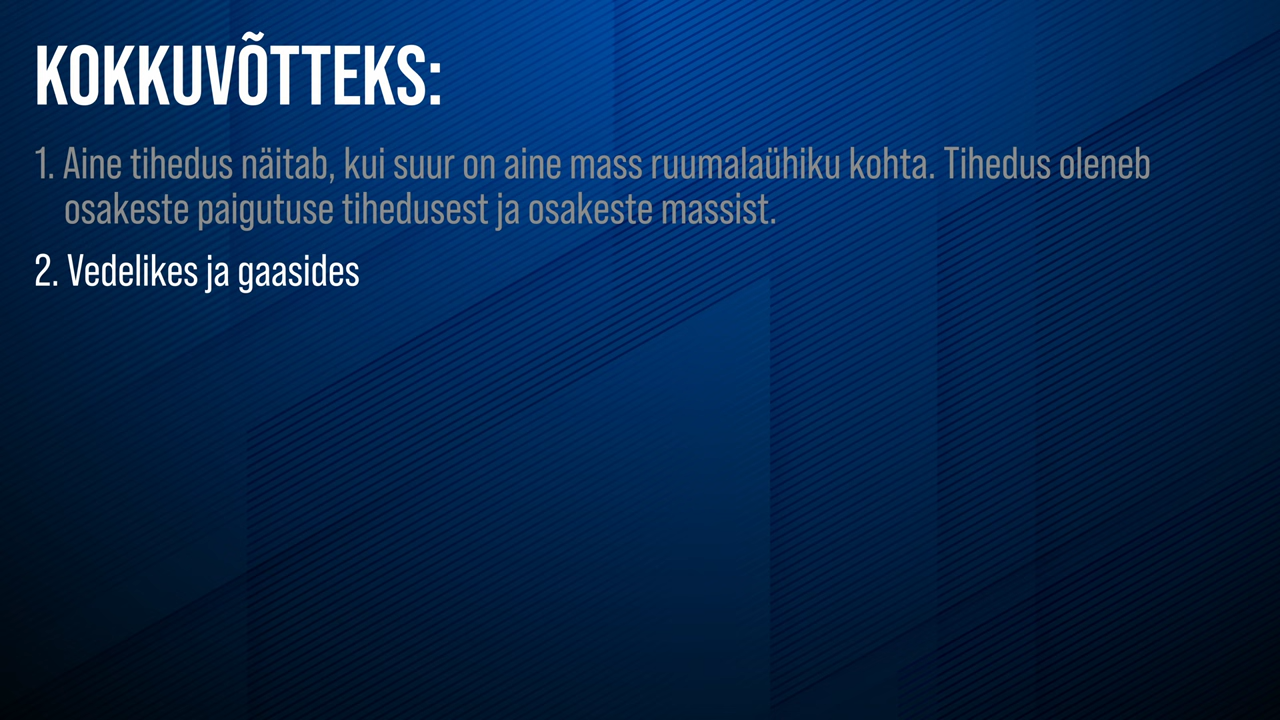 KOKKUVÕTTEKS:
1. Aine tihedus näitab, kui suur on aine mass ruumalaühiku kohta. Tihedus oleneb
osakeste paigutuse tihedusest ja osakeste massist.
2. Vedelikes ja gaasides